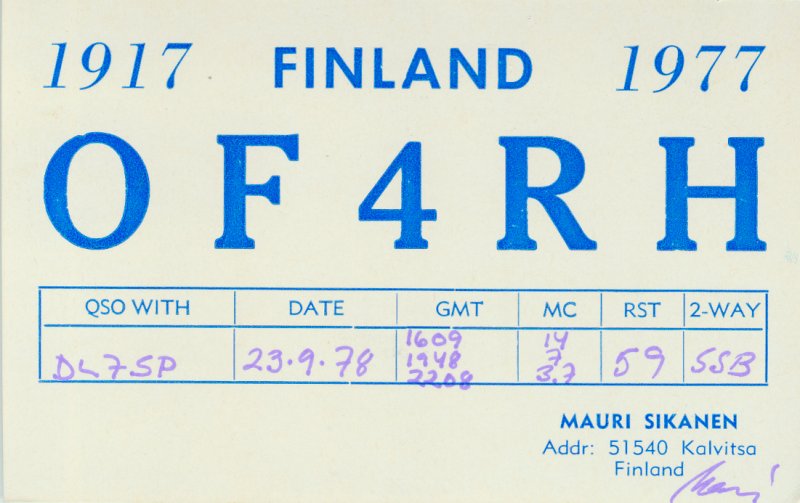 1917 FINLAND 1977
OF4RH
QSO WITH DATE GMT MC RST 2-WAY
1609 14
DL7SP 23.9.78 1948 7 59 SSB
2208 3.7
MAURI SIKANEN
Addr: 51540 Kalvitsa
Finland
Mauri